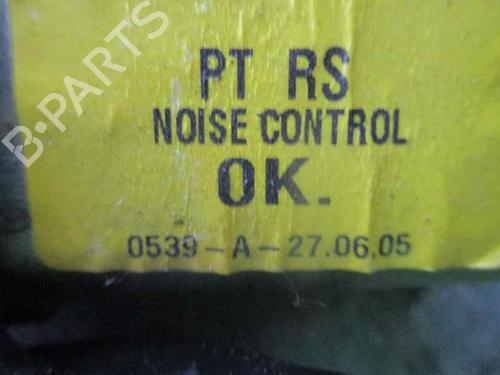 PT RS
NOISE CONTROL
OK.
0539-A-27.06.05
B-PARTS